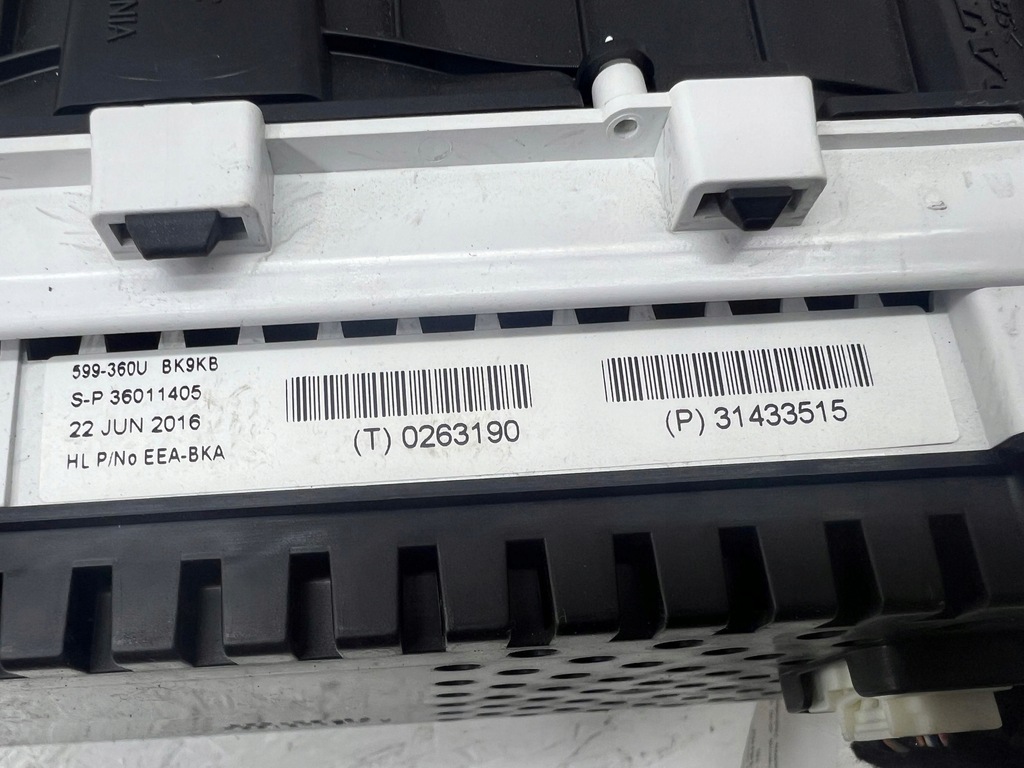 599-360U BK9KB
S-P 36011405
22 JUN 2016
HL P/No EEA-BKA
(T) 0263190
(P) 31433515